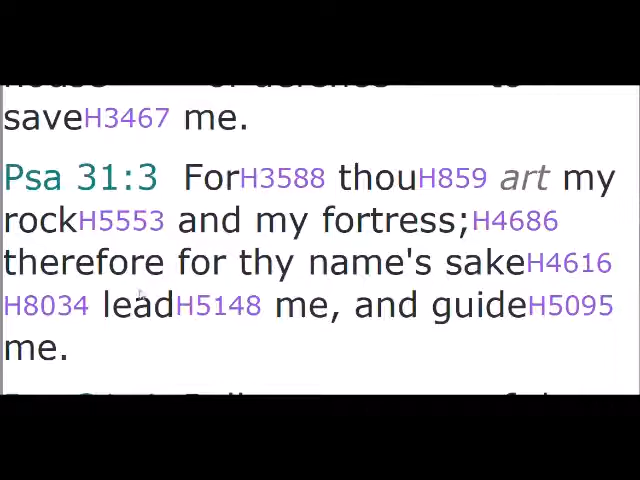 saveH3467 me.
Psa 31:3 ForH3588 thouH859 art my
rockH5553 and my fortress;H4686
therefore for thy name's sakeH4616
H8034 leadH5148 me, and guideH5095
me.